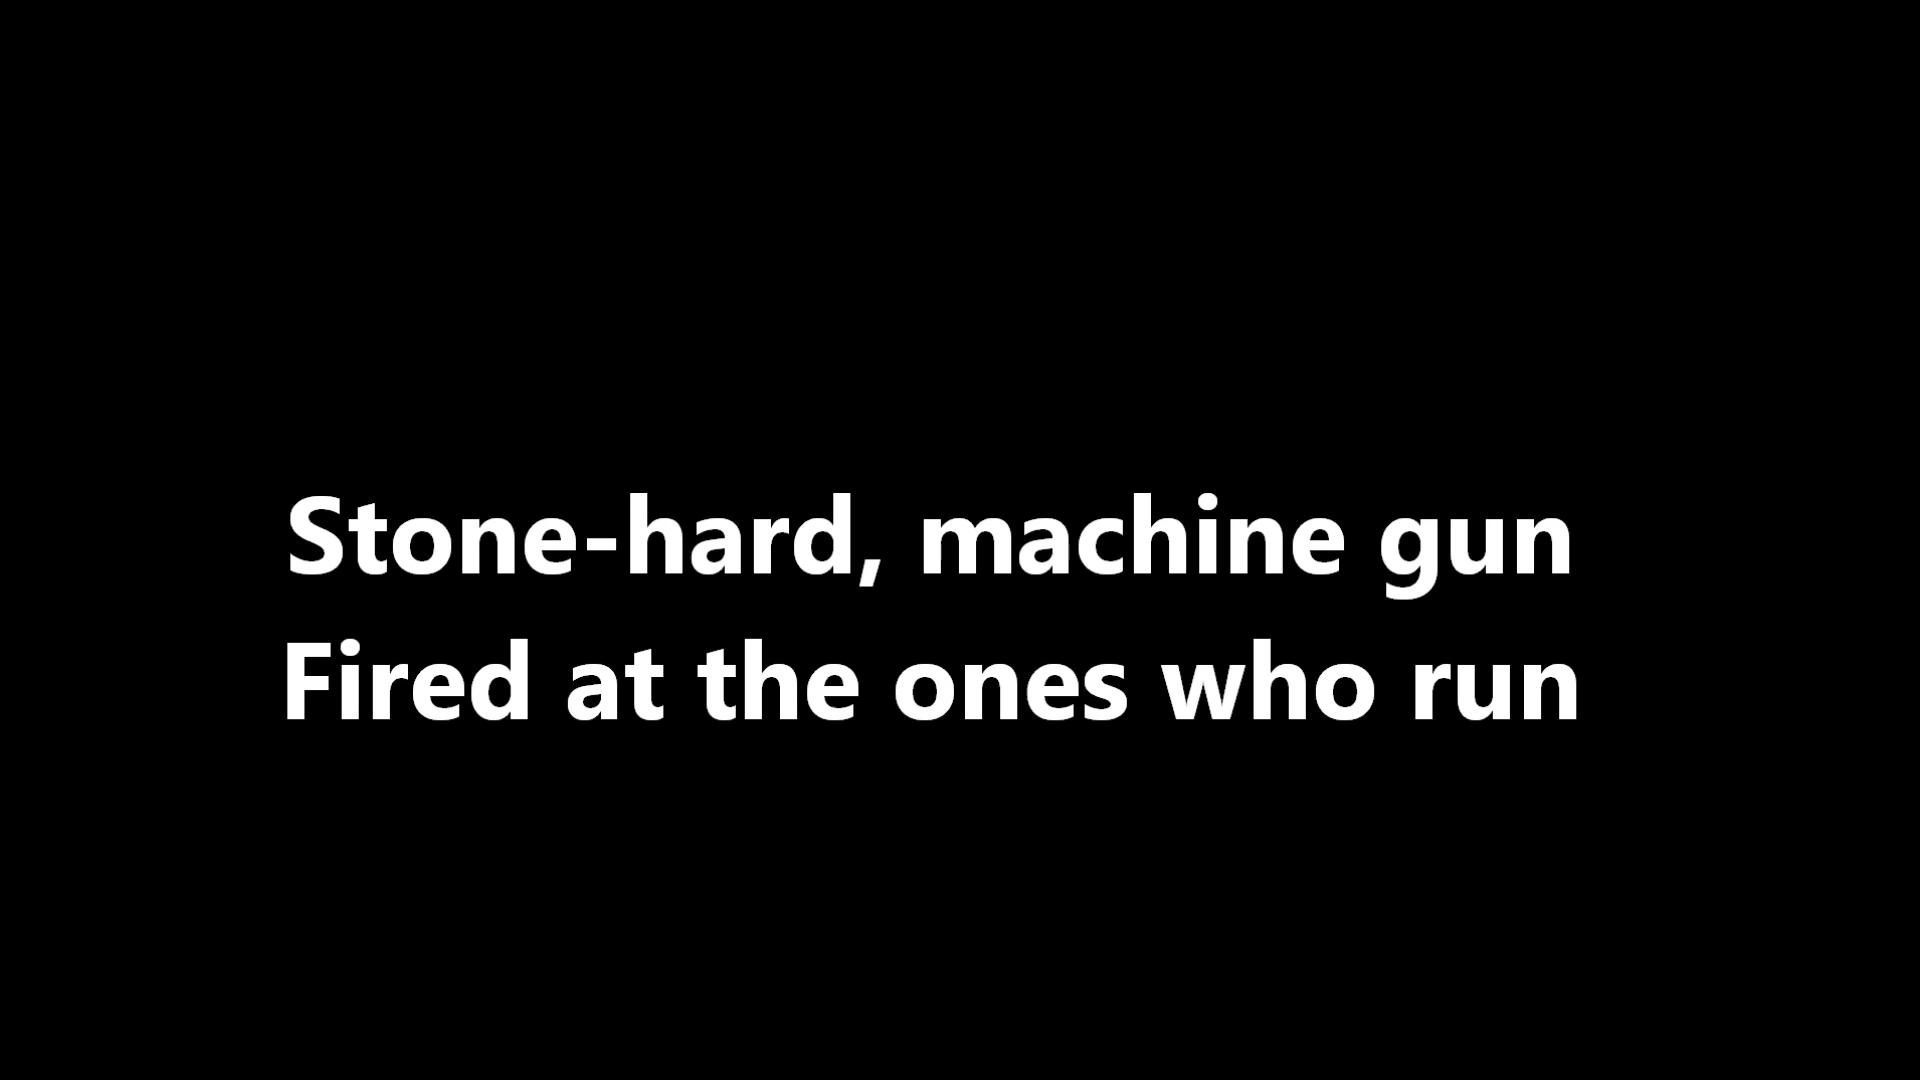 Stone-hard, machine gun
Fired at the ones who run